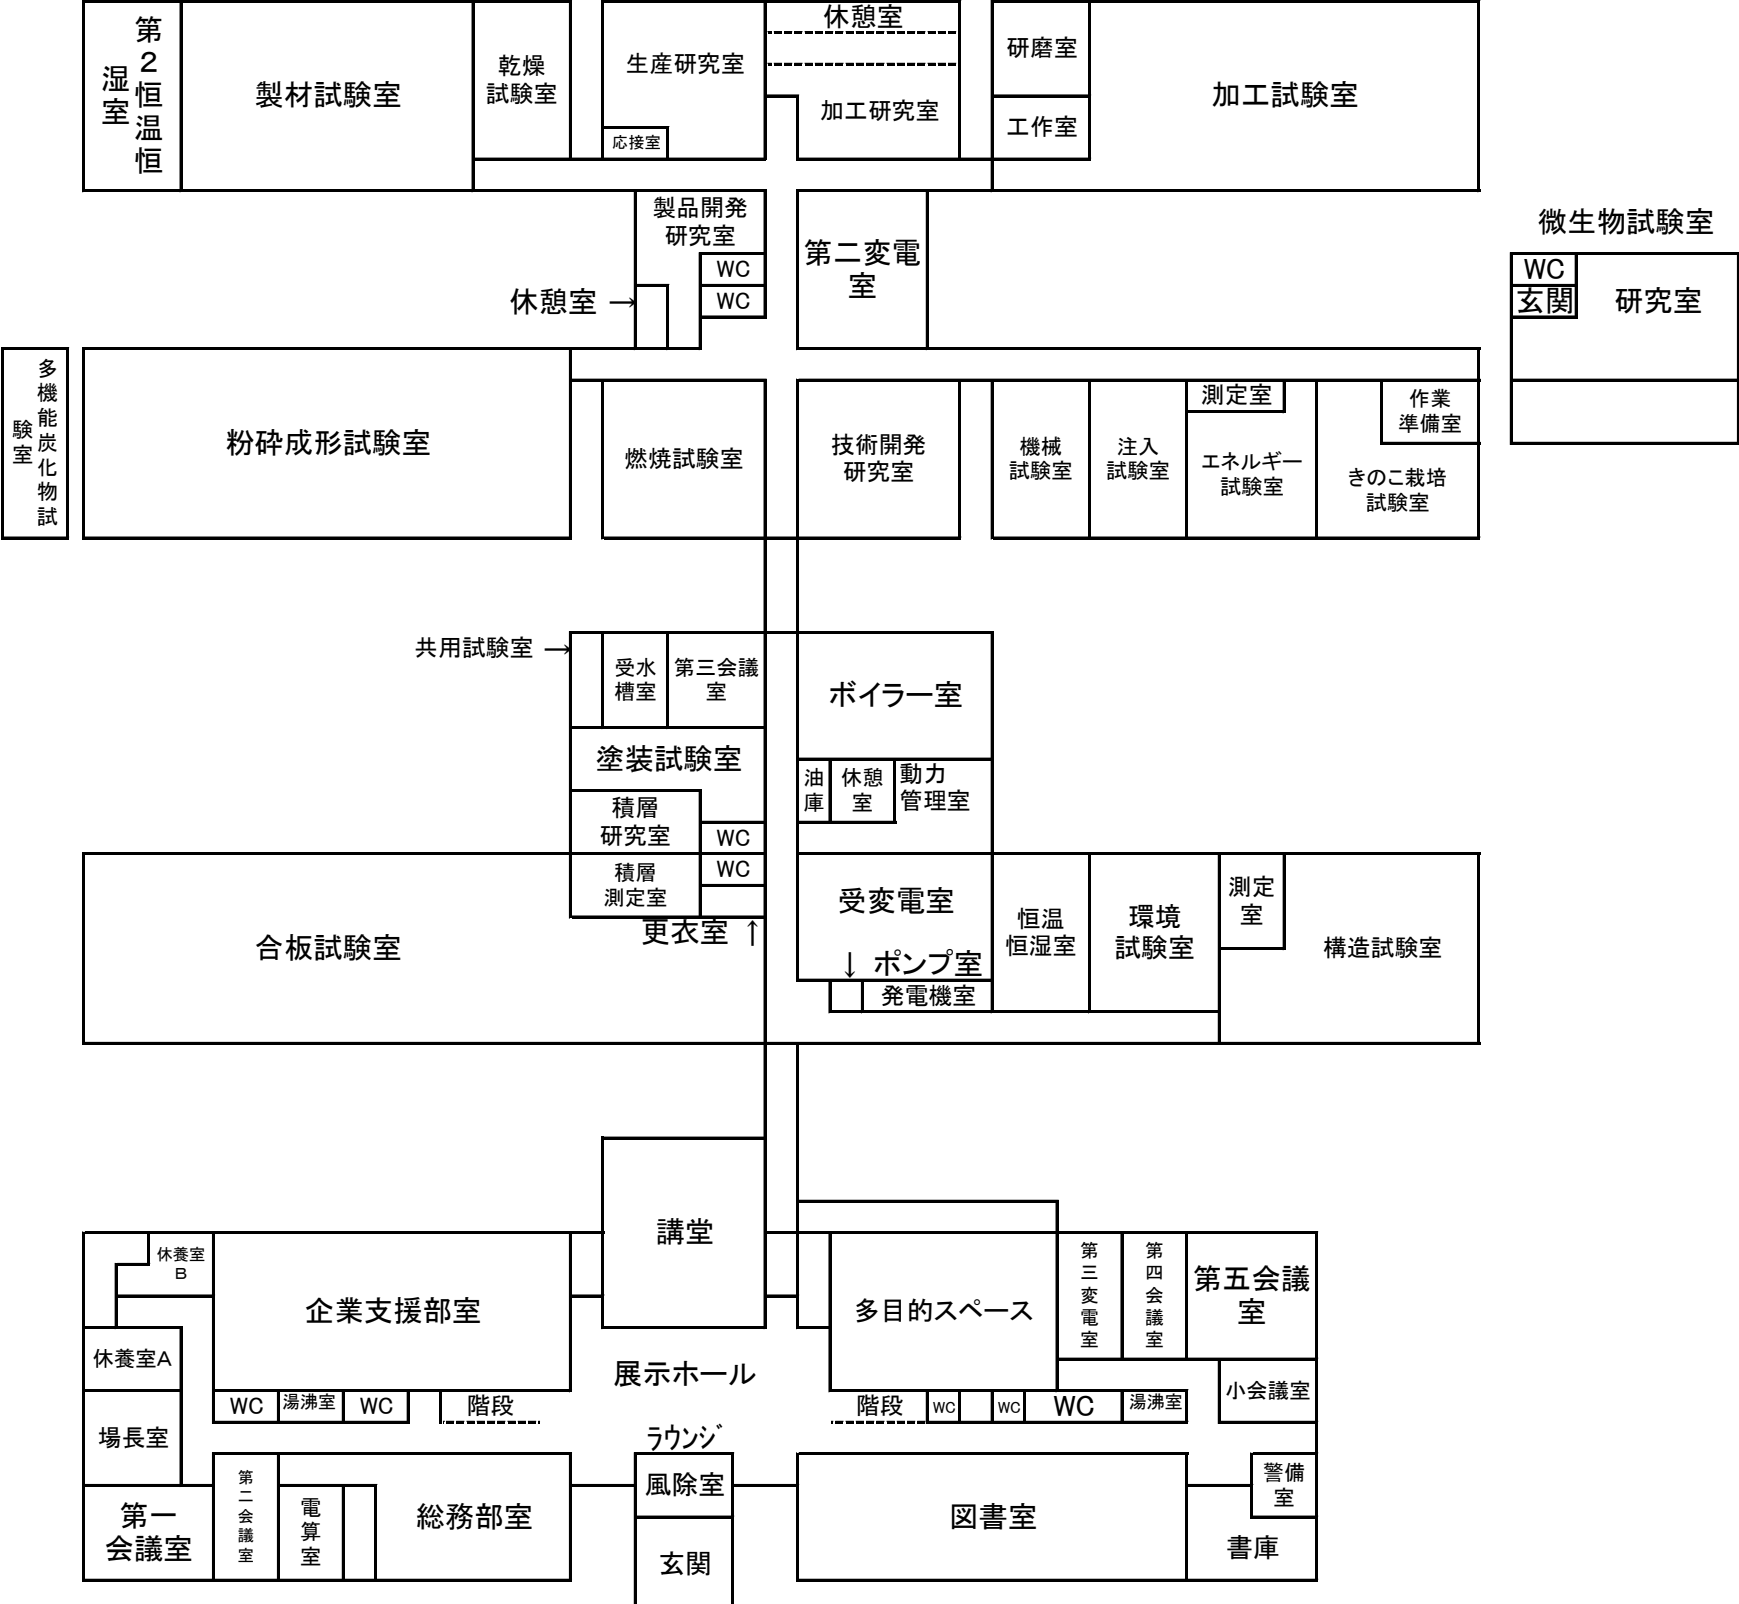 第２恒温恒
湿室
製材試験室
乾燥
試験室
生産研究室
応接室
休憩室
加工研究室
研磨室
工作室
加工試験室
製品開発
研究室
WC
WC
休憩室 →
第二変電
室
微生物試験室
WC
玄関
研究室
多機能炭化物試
験室
粉砕成形試験室
燃焼試験室
技術開発
研究室
機械
試験室
注入
試験室
測定室
エネルギー
試験室
作業
準備室
きのこ栽培
試験室
共用試験室 →
受水
槽室
第三会議
室
ボイラー室
塗装試験室
油
庫
休憩
室
動力
管理室
積層
研究室
WC
WC
積層
測定室
更衣室 ↑
合板試験室
受変電室
↓ ポンプ室
発電機室
恒温
恒湿室
環境
試験室
測定
室
構造試験室
講堂
休養室
B
企業支援部室
多目的スペース
第三変電室
第四会議室
第五会議
室
休養室A
展示ホール
小会議室
WC
湯沸室
WC
階段
階段
WC
WC
WC
湯沸室
場長室
ﾗｳﾝｼﾞ
風除室
玄関
第一
会議室
第二会議室
電算室
総務部室
図書室
警備
室
書庫